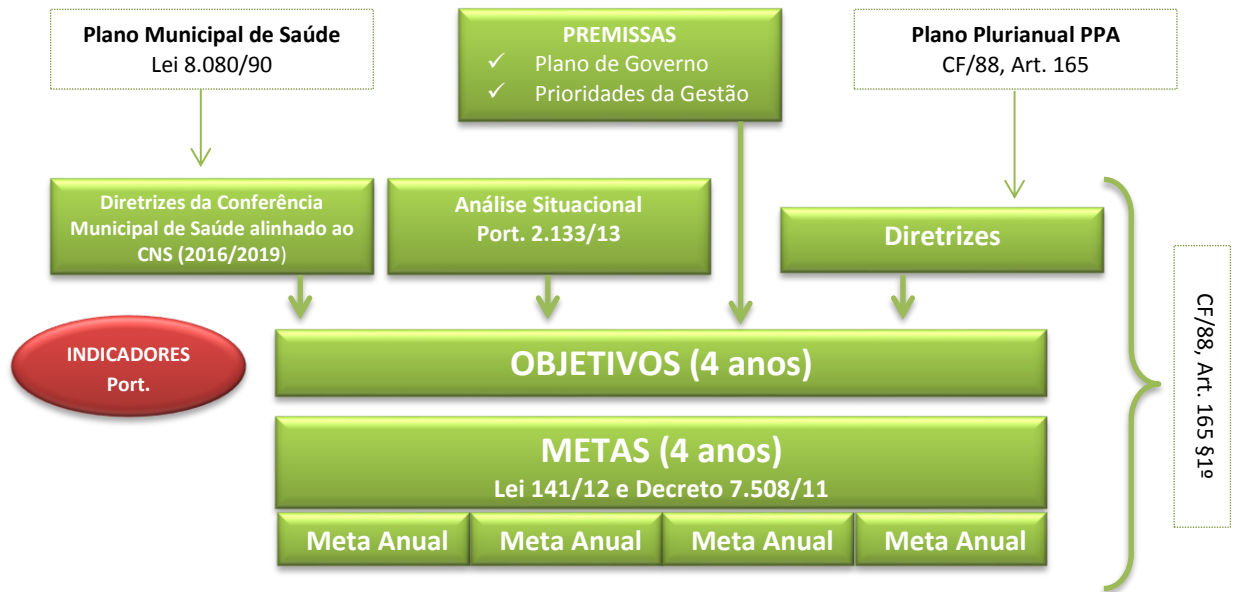 Plano Municipal de Saúde
Lei 8.080/90
PREMISSAS
✓ Plano de Governo
✓ Prioridades da Gestão
Plano Plurianual PPA
CF/88, Art. 165
Diretrizes da Conferência
Municipal de Saúde alinhado ao
CNS (2016/2019)
Análise Situacional
Port. 2.133/13
Diretrizes
INDICADORES
Port.
OBJETIVOS (4 anos)
METAS (4 anos)
Lei 141/12 e Decreto 7.508/11
Meta Anual
Meta Anual
Meta Anual
Meta Anual
CF/88, Art. 165 §1º